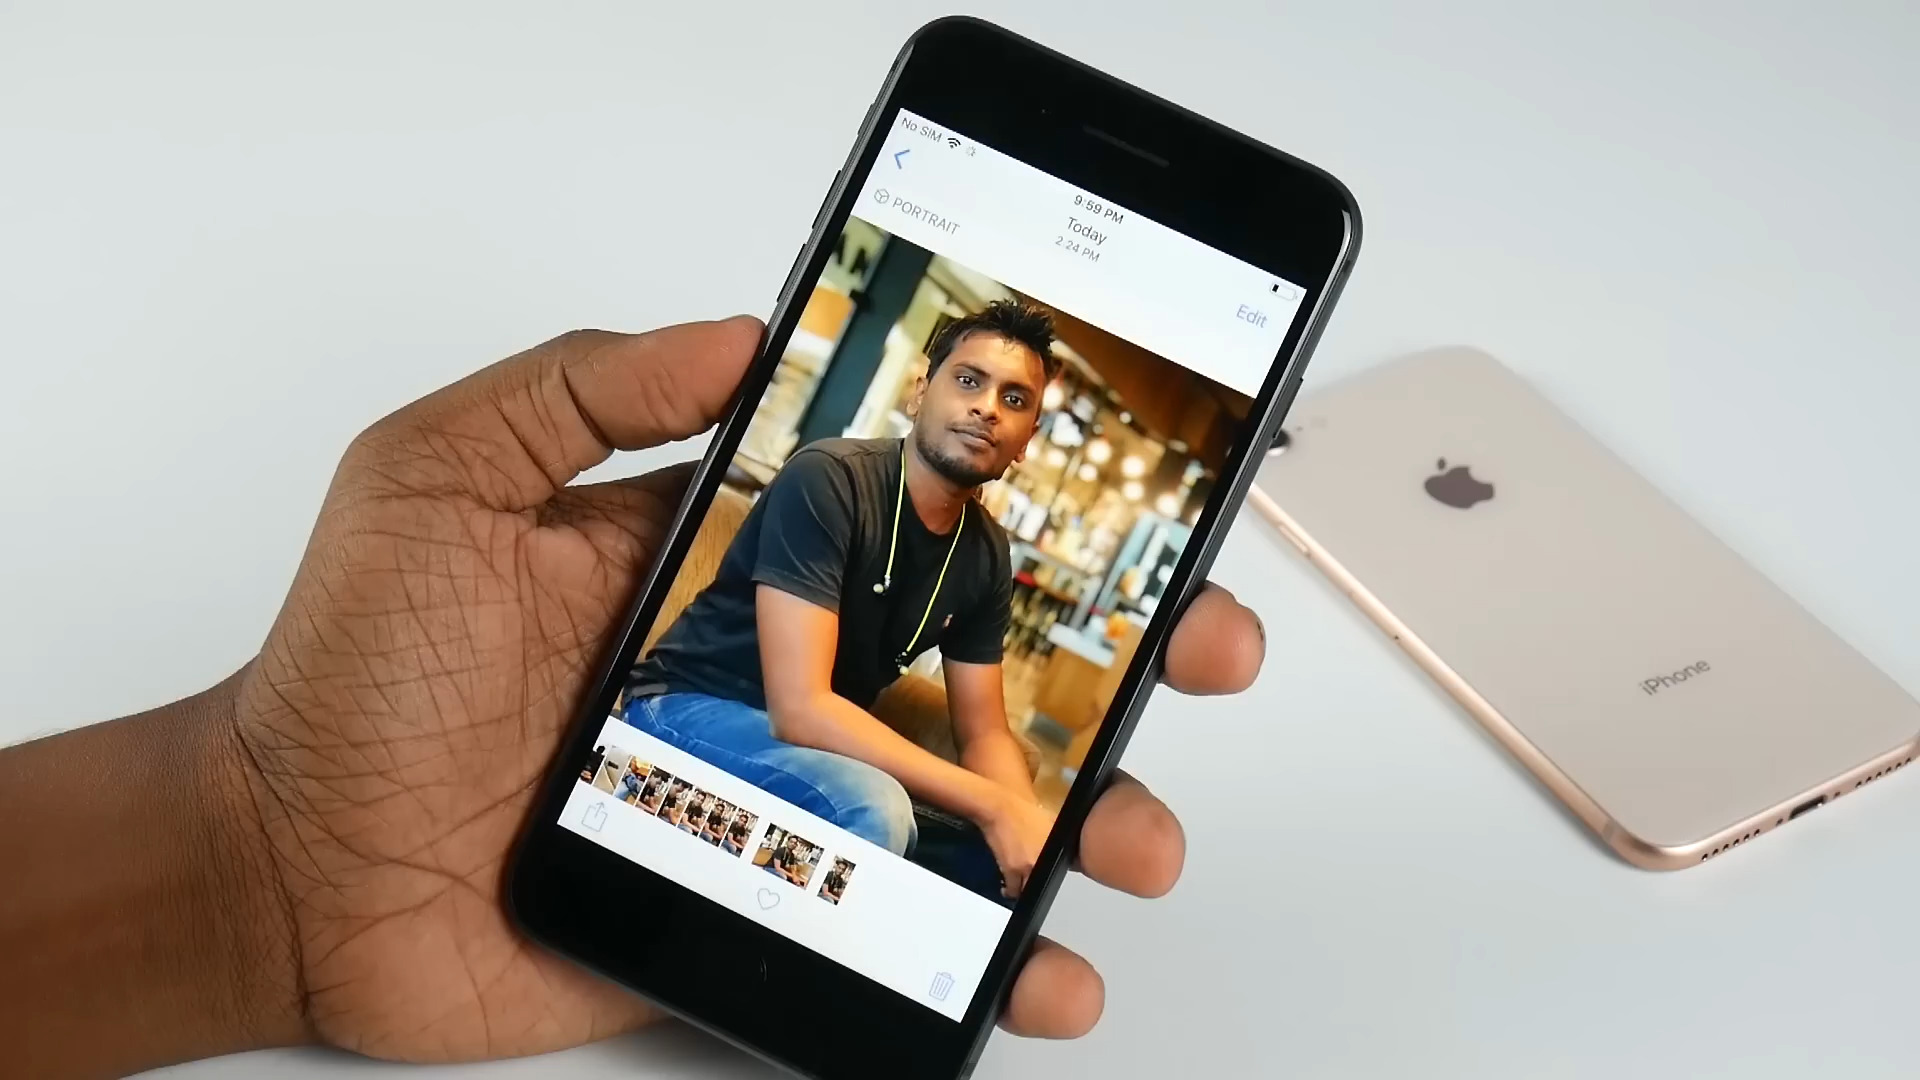 No SIM
9:59 PM
PORTRAIT
Today
2:24 PM
Edit
iPhone